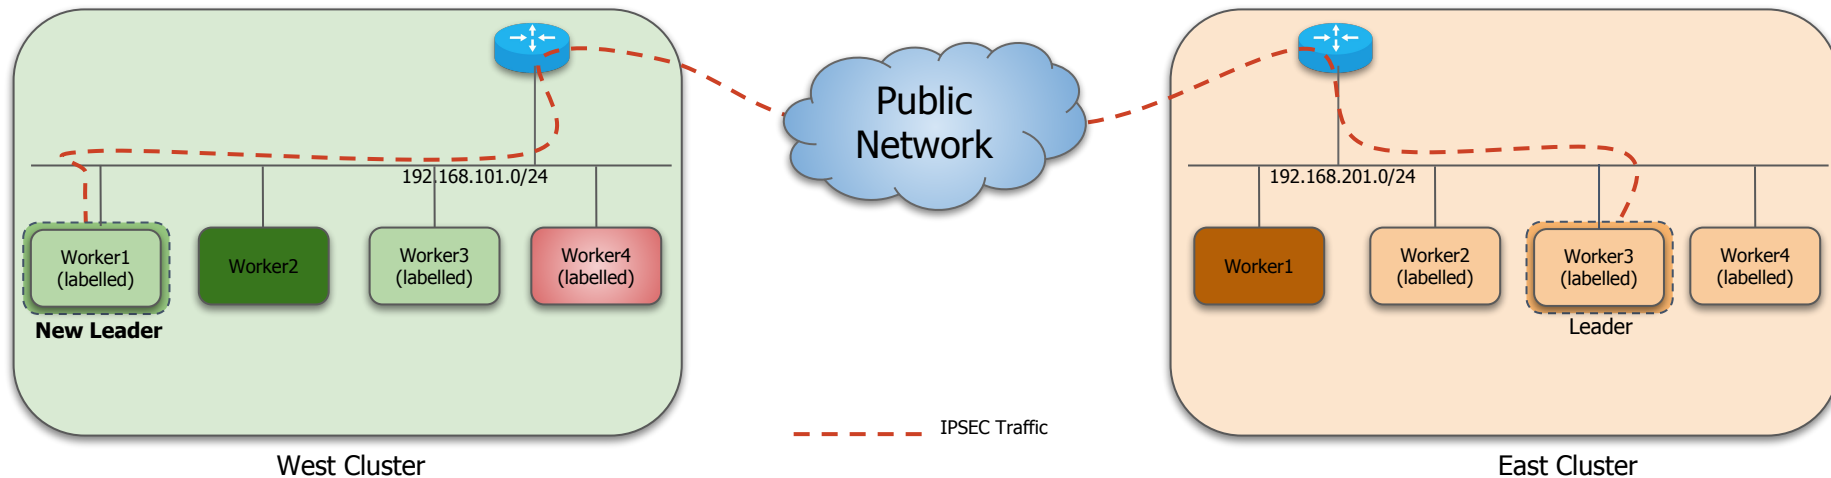 Public
Network
192.168.101.0/24
192.168.201.0/24
Worker1
(labelled)
Worker2
Worker3
(labelled)
Worker4
(labelled)
Worker1
Worker2
(labelled)
Worker3
(labelled)
Worker4
(labelled)
New Leader
Leader
IPSEC Traffic
West Cluster
East Cluster